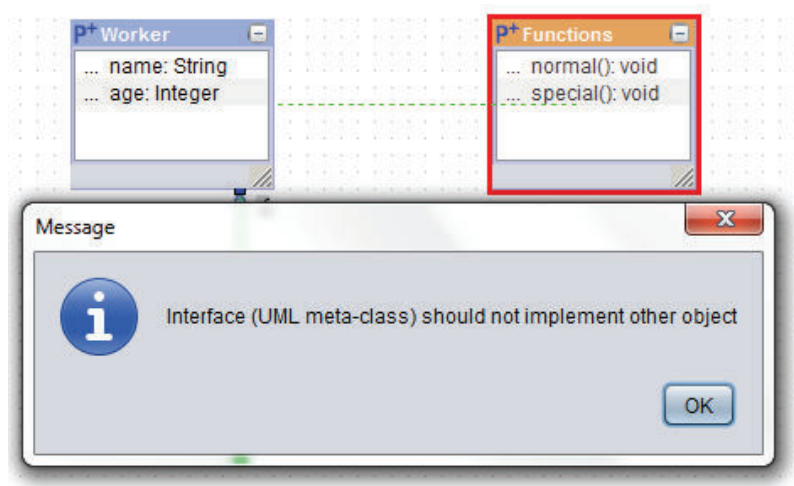 P+ Worker
... name: String
... age: Integer
P+ Functions
... normal(): void
... special(): void
Message
Interface (UML meta-class) should not implement other object
OK